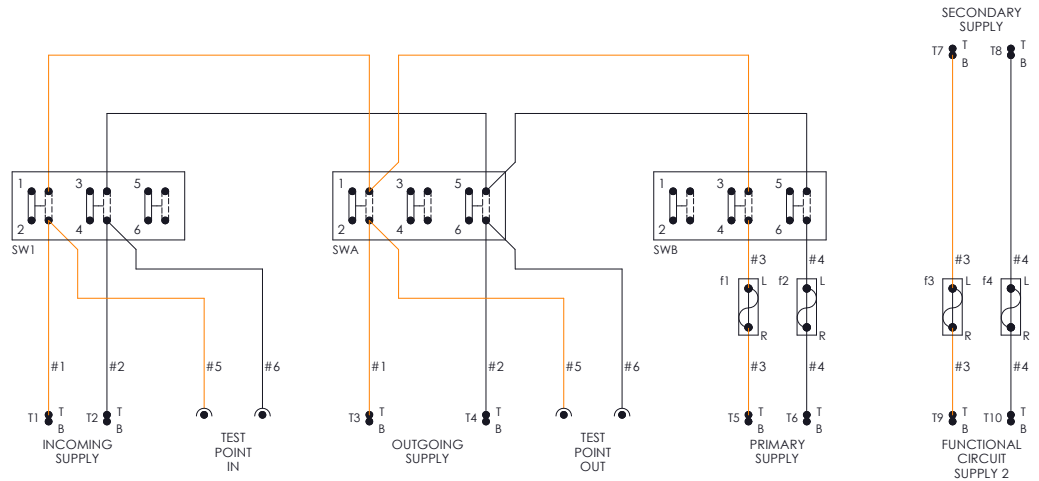 SECONDARY
SUPPLY
T7 T T8 T
B B
1 3 5 1 3 5 1 3 5
2 4 6 2 4 6 2 4 6
SW1 SWA SWB
#3 #4 #3 #4
f1 L f2 L f3 L f4 L
R R R R
#1 #2 #5 #6 #1 #2 #5 #6 #3 #4 #3 #4
T1 T T2 T T3 T T4 T T5 T T6 T T9 T T10 T
B B B B B B B B
INCOMING
SUPPLY
TEST
POINT
IN
OUTGOING
SUPPLY
TEST
POINT
OUT
PRIMARY
SUPPLY
FUNCTIONAL
CIRCUIT
SUPPLY 2